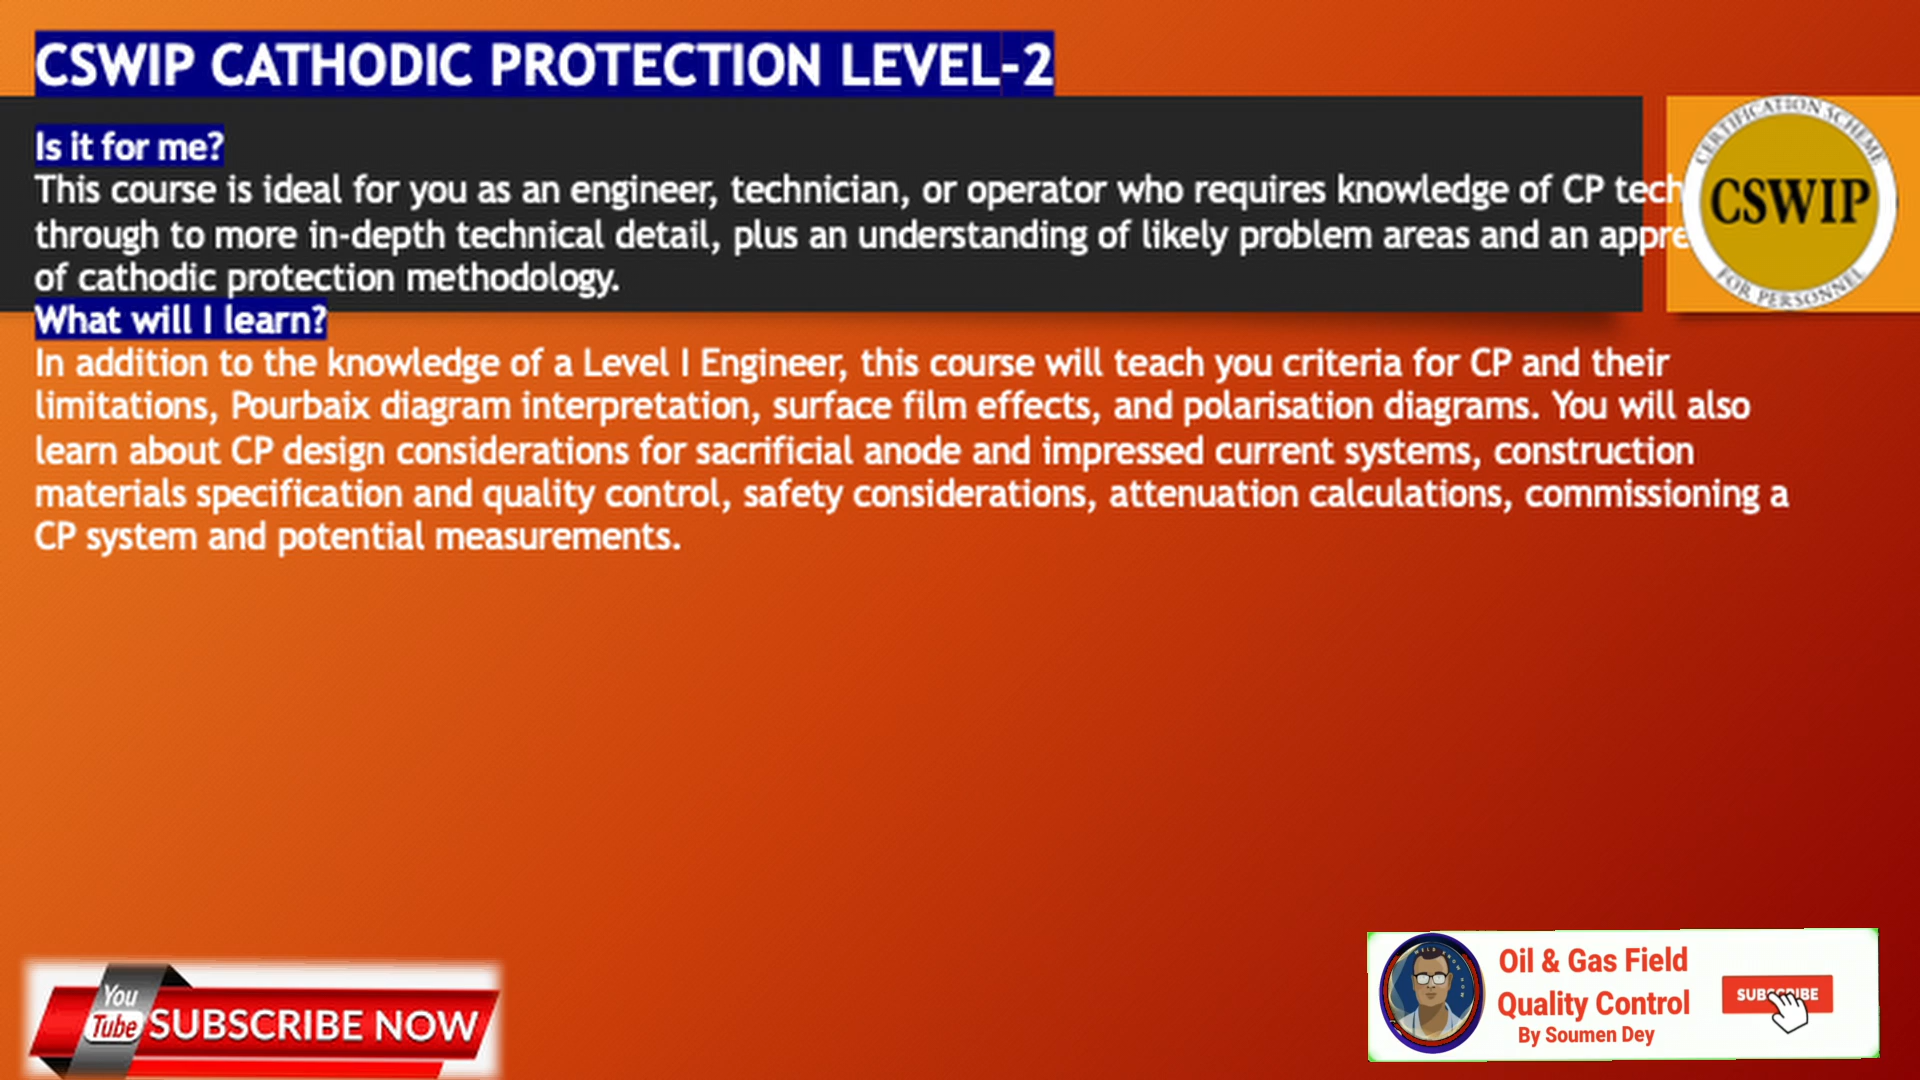 CSWIP CATHODIC PROTECTION LEVEL-2
Is it for me?
This course is ideal for you as an engineer, technician, or operator who requires knowledge of CP
through to more in-depth technical detail, plus an understanding of likely problem areas and an
of cathodic protection methodology.
What will I learn?
In addition to the knowledge of a Level I Engineer, this course will teach you criteria for CP and their
limitations, Pourbaix diagram interpretation, surface film effects, and polarisation diagrams. You will also
learn about CP design considerations for sacrificial anode and impressed current systems, construction
materials specification and quality control, safety considerations, attenuation calculations, commissioning a
CP system and potential measurements.
CERTIFICATION SCHEME
CSWIP
FOR PERSONNEL
You
Tube SUBSCRIBE NOW
Oil & Gas Field
Quality Control
By Soumen Dey
SUBSCRIBE